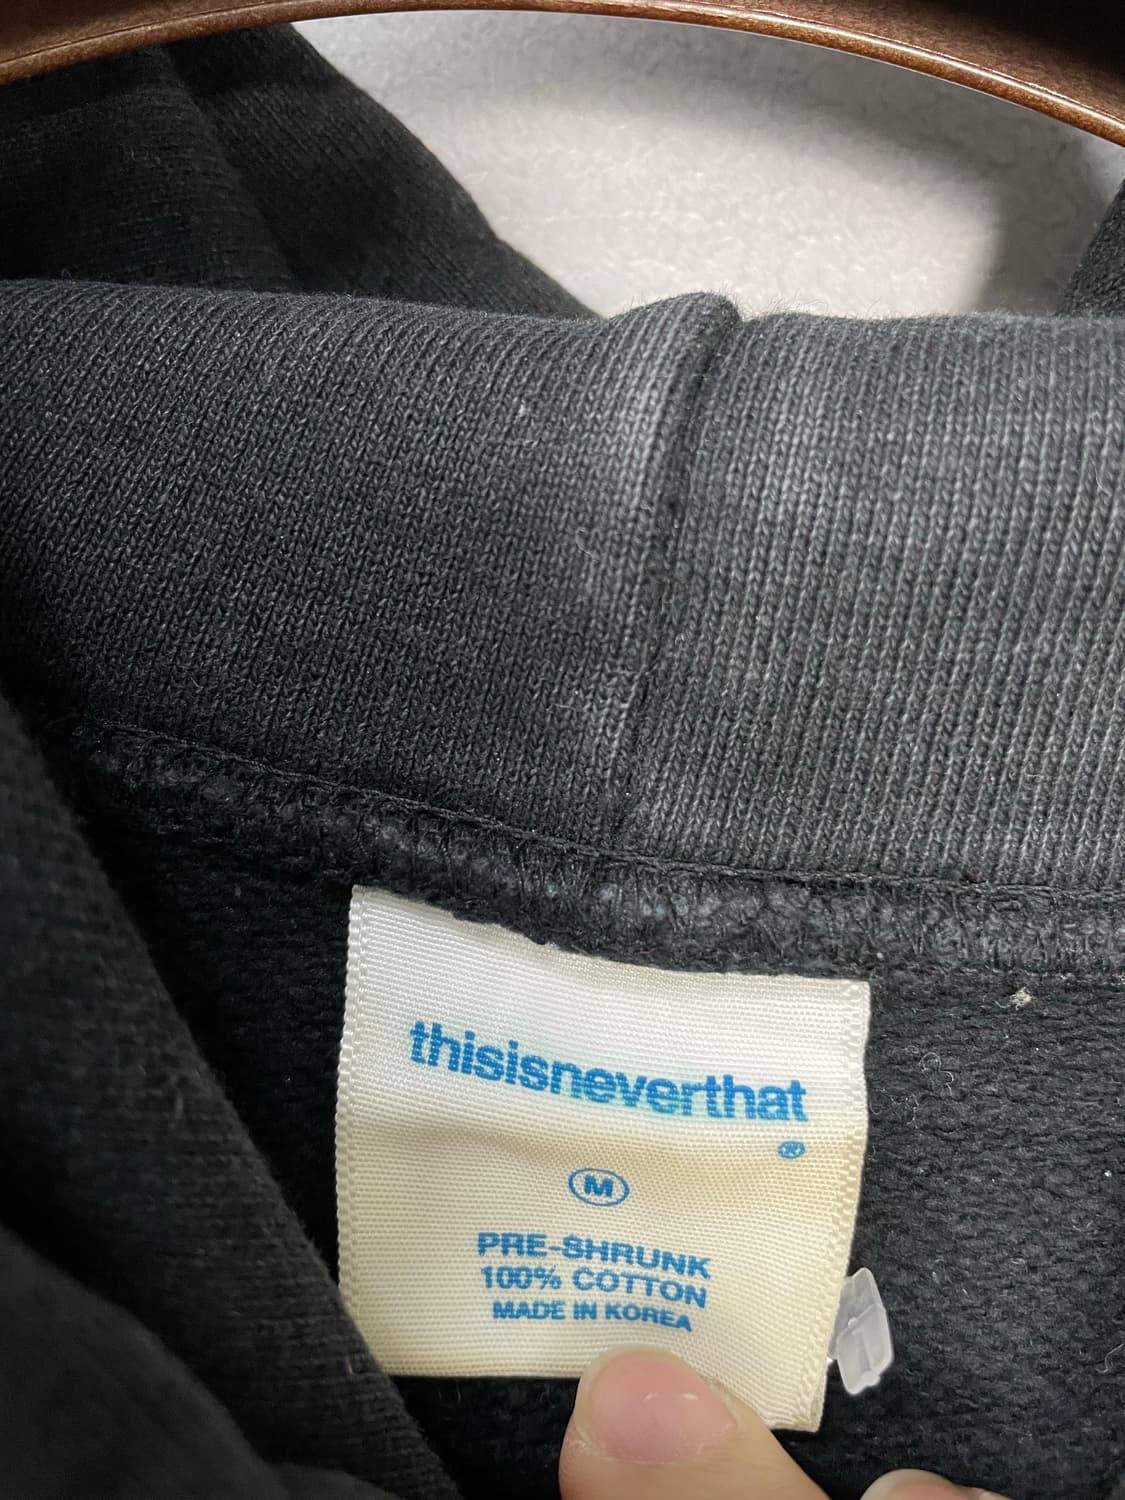 thisisneverthat
®
M
PRE-SHRUNK
100% COTTON
MADE IN KOREA